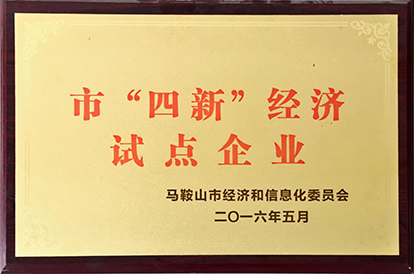 市“四新”经济
试点企业
马鞍山市经济和信息化委员会
二〇一六年五月